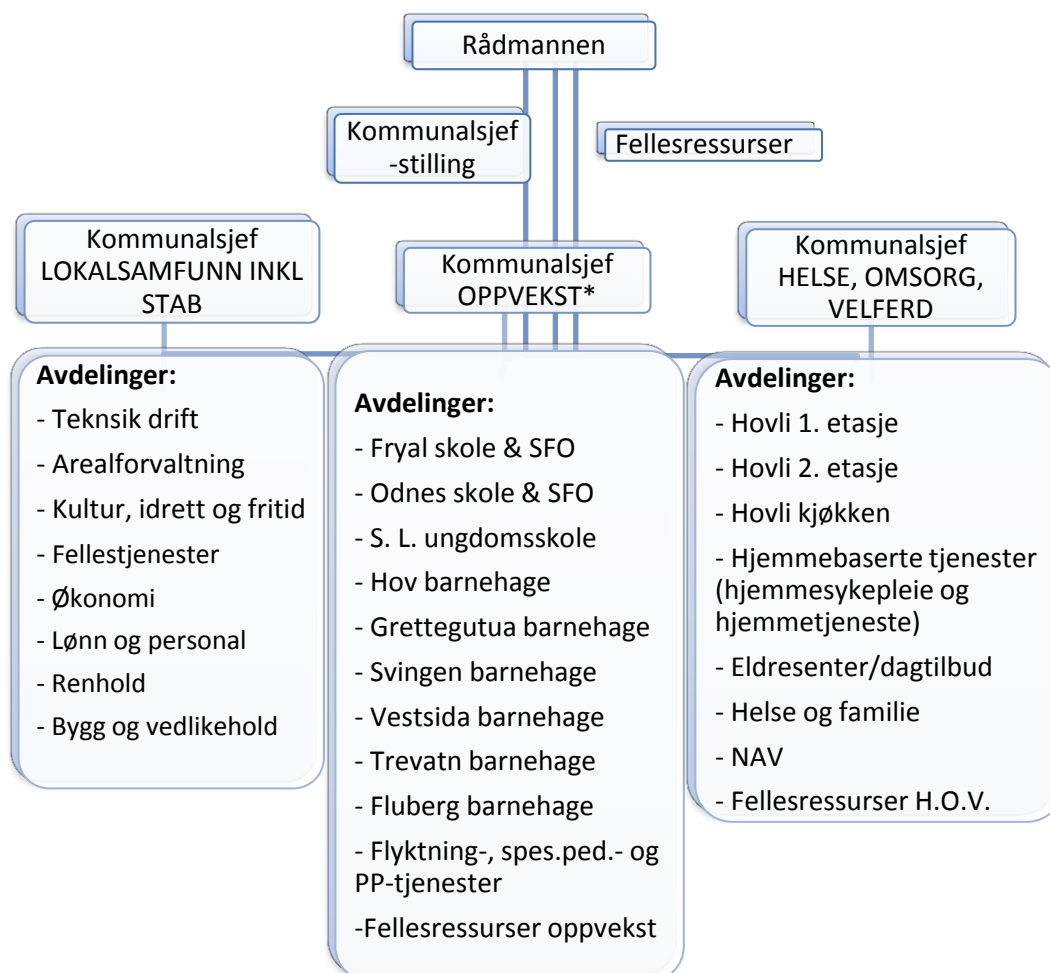 Rådmannen
Kommunalsjef
-stilling
Fellesressurser
Kommunalsjef
LOKALSAMFUNN INKL
STAB
Kommunalsjef
OPPVEKST*
Kommunalsjef
HELSE, OMSORG,
VELFERD
Avdelinger:
- Teknsik drift
- Arealforvaltning
- Kultur, idrett og fritid
- Fellestjenester
- Økonomi
- Lønn og personal
- Renhold
- Bygg og vedlikehold
Avdelinger:
- Fryal skole & SFO
- Odnes skole & SFO
- S. L. ungdomsskole
- Hov barnehage
- Grettegutua barnehage
- Svingen barnehage
- Vestsida barnehage
- Trevatn barnehage
- Fluberg barnehage
- Flyktning-, spes.ped.- og
PP-tjenester
-Fellesressurser oppvekst
Avdelinger:
- Hovli 1. etasje
- Hovli 2. etasje
- Hovli kjøkken
- Hjemmebaserte tjenester
(hjemmesykepleie og
hjemmetjeneste)
- Eldresenter/dagtilbud
- Helse og familie
- NAV
- Fellesressurser H.O.V.